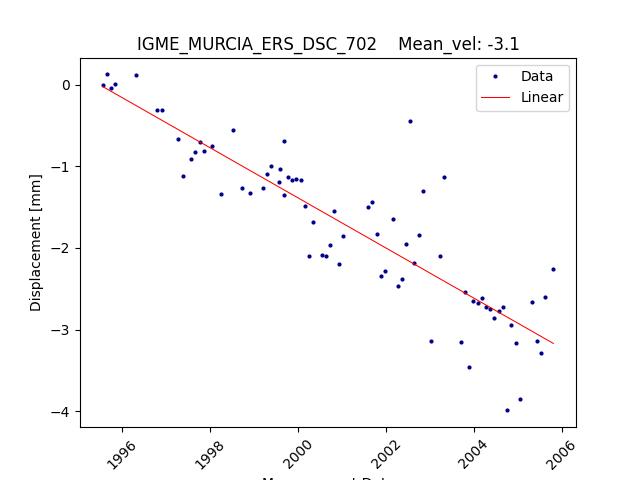 IGME_MURCIA_ERS_DSC_702    Mean_vel: -3.1
Data
Linear
Displacement [mm]
0
−1
−2
−3
−4
1996
1998
2000
2002
2004
2006